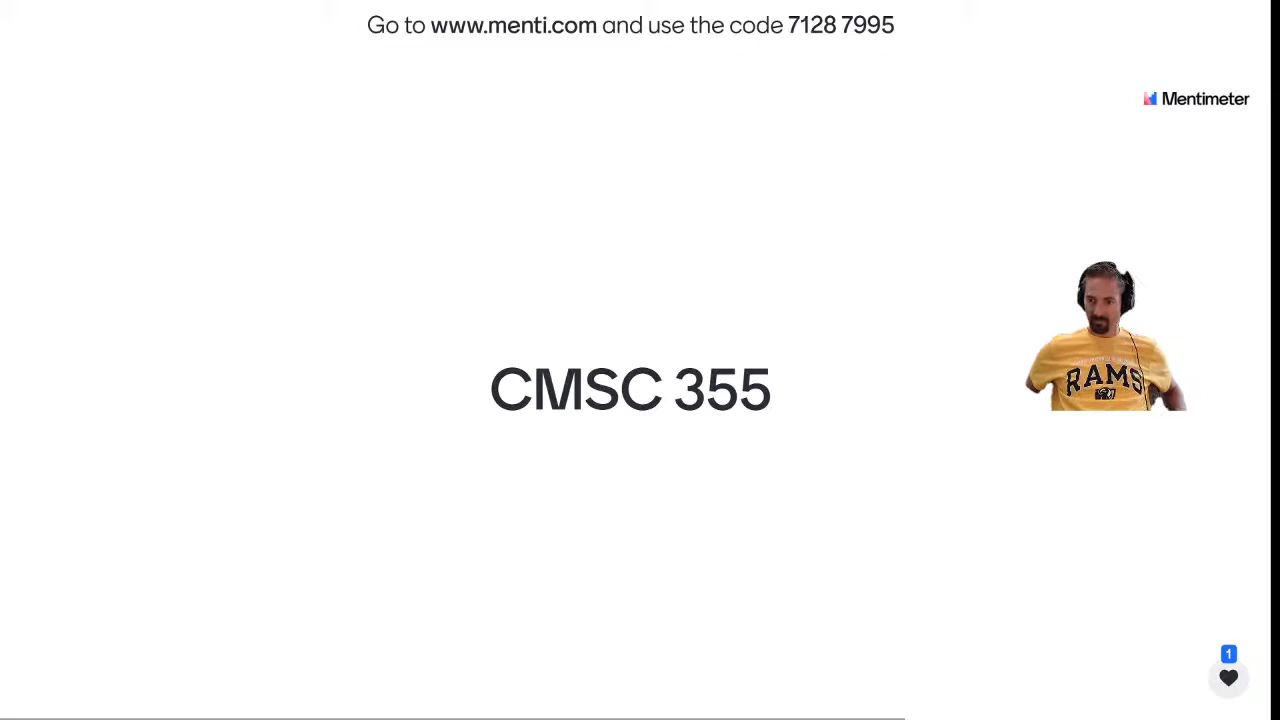 Go to www.menti.com and use the code 7128 7995
Mentimeter
CMSC 355
RAMS
1